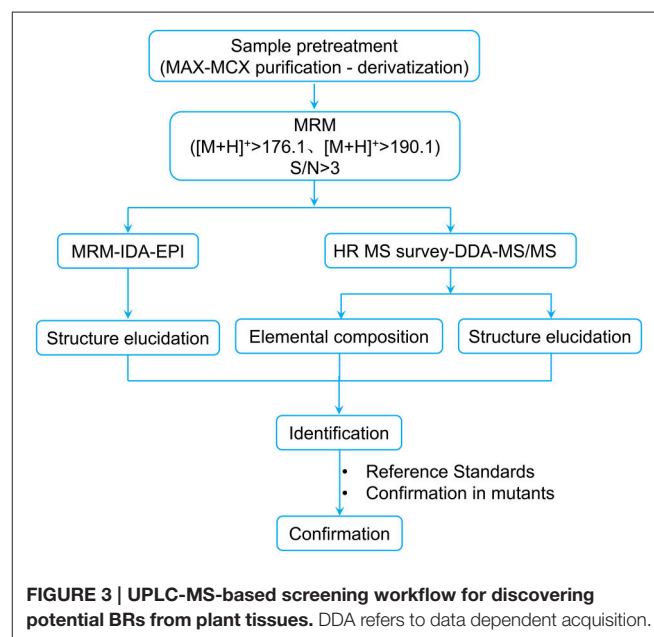 Sample pretreatment
(MAX-MCX purification - derivatization)
MRM
([M+H]⁺>176.1、[M+H]⁺>190.1)
S/N>3
MRM-IDA-EPI
HR MS survey-DDA-MS/MS
Structure elucidation
Elemental composition
Structure elucidation
Identification
• Reference Standards
• Confirmation in mutants
Confirmation
FIGURE 3 | UPLC-MS-based screening workflow for discovering
potential BRs from plant tissues. DDA refers to data dependent acquisition.